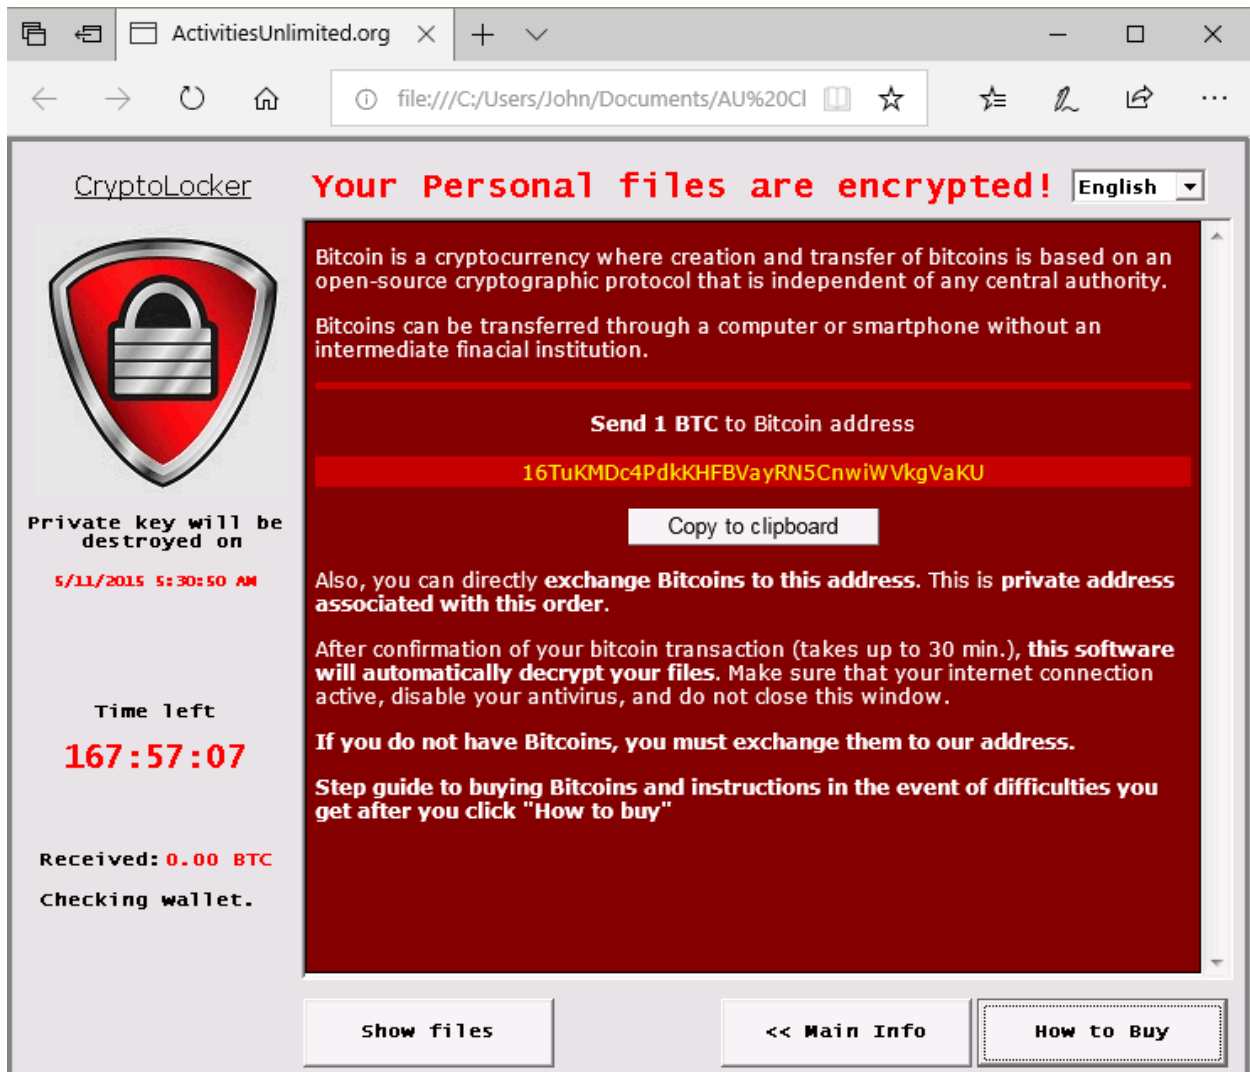 ActivitiesUnlimited.org
file:///C:/Users/John/Documents/AU%20Cl
CryptoLocker
Your Personal files are encrypted!
English
Bitcoin is a cryptocurrency where creation and transfer of bitcoins is based on an
open-source cryptographic protocol that is independent of any central authority.
Bitcoins can be transferred through a computer or smartphone without an
intermediate finacial institution.
Send 1 BTC to Bitcoin address
16TuKMDc4PdkKHFBVayRN5CnwiWVkgVaKU
Copy to clipboard
Private key will be
destroyed on
5/11/2015 5:30:50 AM
Also, you can directly exchange Bitcoins to this address. This is private address
associated with this order.
After confirmation of your bitcoin transaction (takes up to 30 min.), this software
will automatically decrypt your files. Make sure that your internet connection
active, disable your antivirus, and do not close this window.
Time left
167:57:07
If you do not have Bitcoins, you must exchange them to our address.
Step guide to buying Bitcoins and instructions in the event of difficulties you
get after you click "How to buy"
Received: 0.00 BTC
Checking wallet.
Show files
<< Main Info
How to Buy